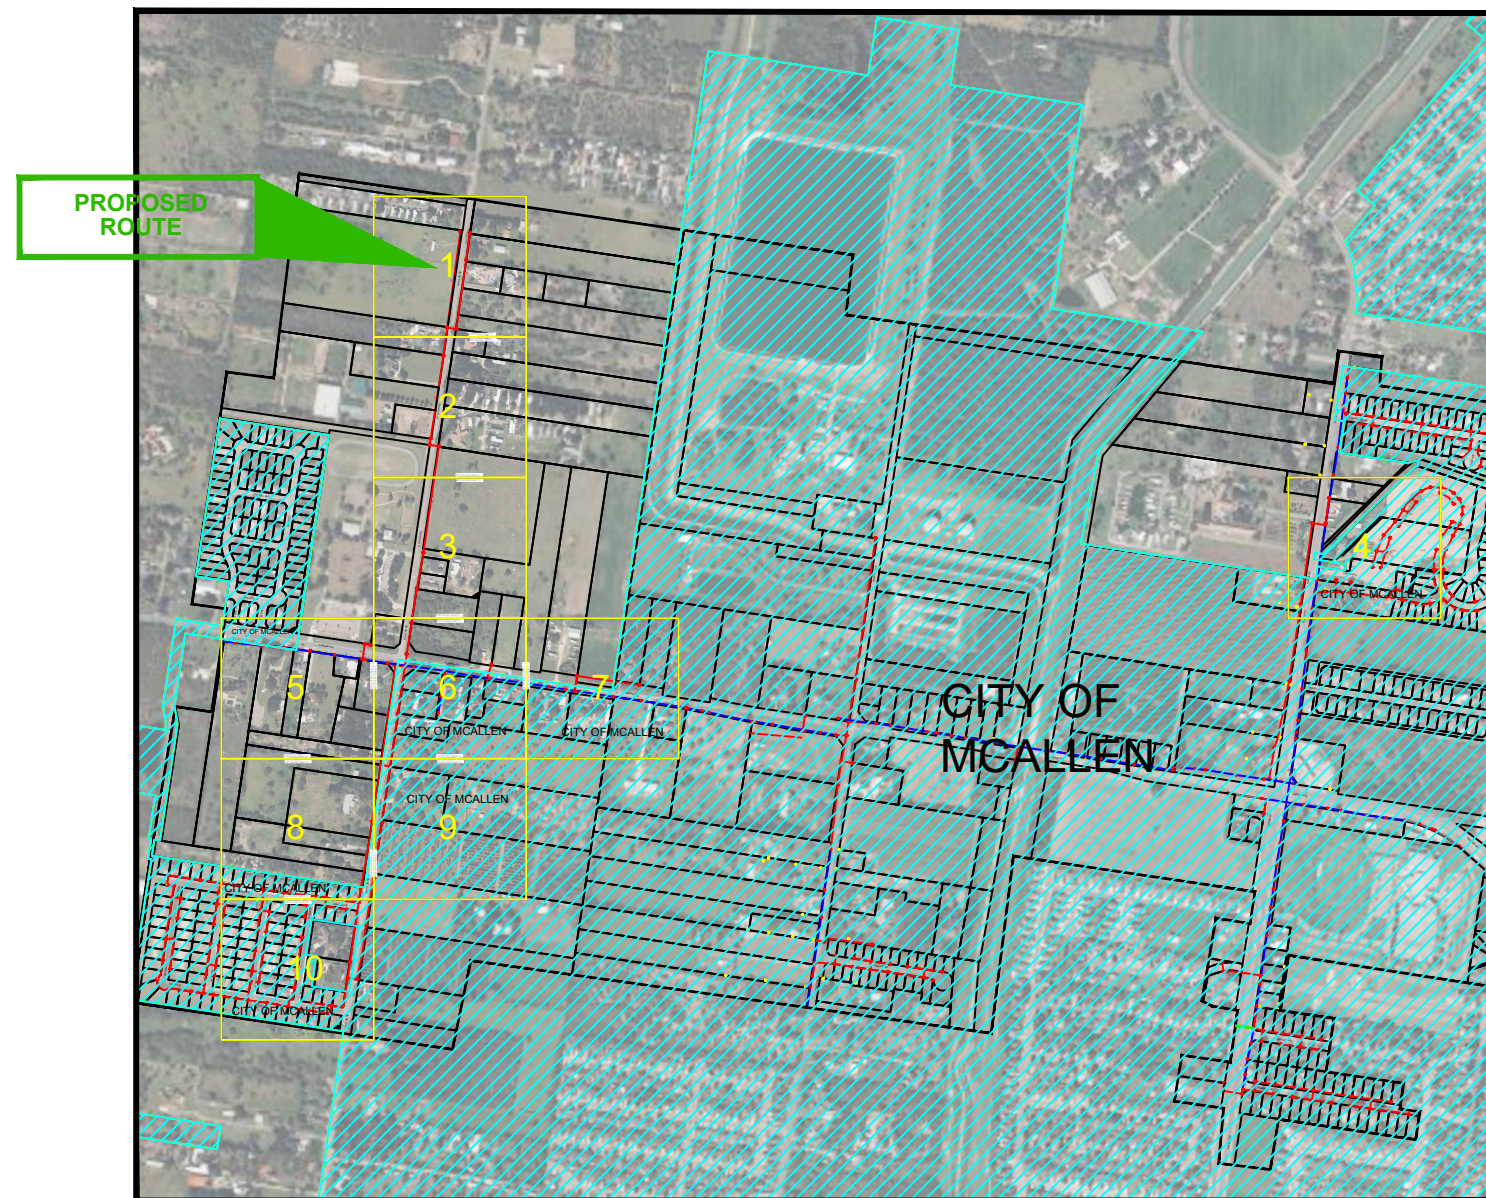 PROPOSED
ROUTE
1
2
3
4
CITY OF MCALLEN
CITY OF MCALLEN
5
6
7
CITY OF MCALLEN
CITY OF MCALLEN
CITY OF
MCALLEN
CITY OF MCALLEN
8
9
CITY OF MCALLEN
10
CITY OF MCALLEN